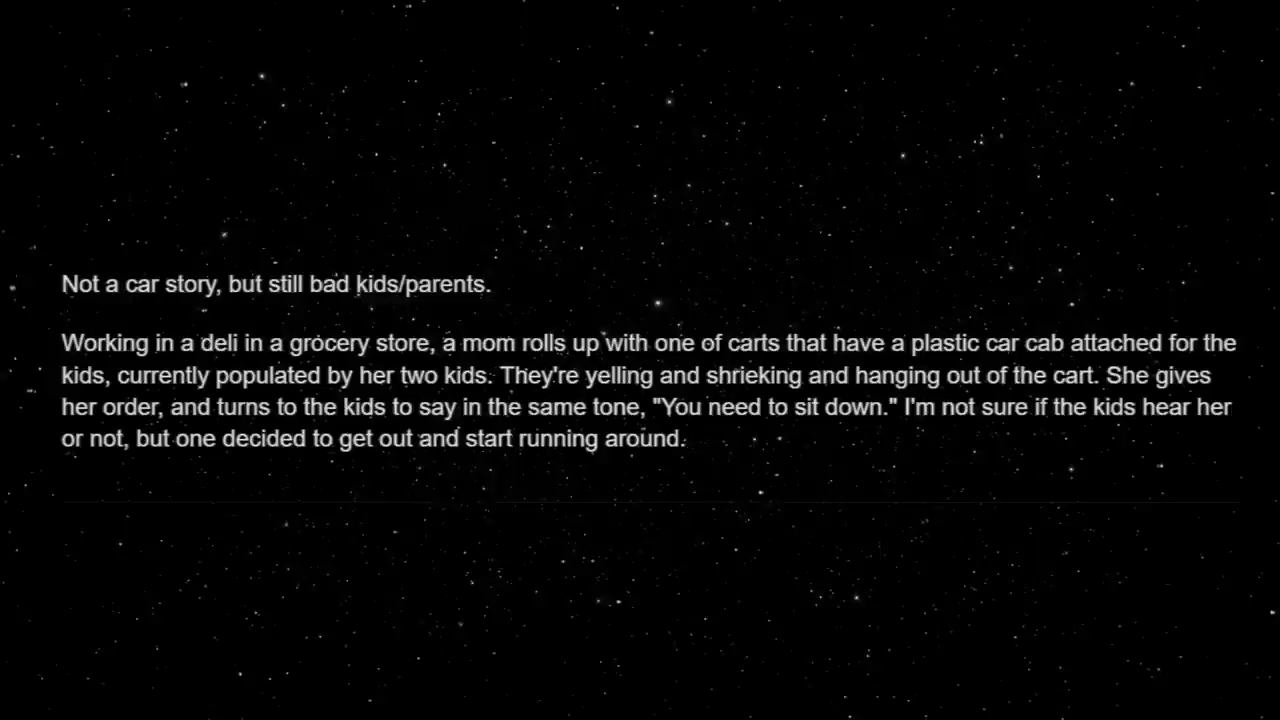 Not a car story, but still bad kids/parents.
Working in a deli in a grocery store, a mom rolls up with one of carts that have a plastic car cab attached for the
kids, currently populated by her two kids. They're yelling and shrieking and hanging out of the cart. She gives
her order, and turns to the kids to say in the same tone, "You need to sit down." I'm not sure if the kids hear her
or not, but one decided to get out and start running around.